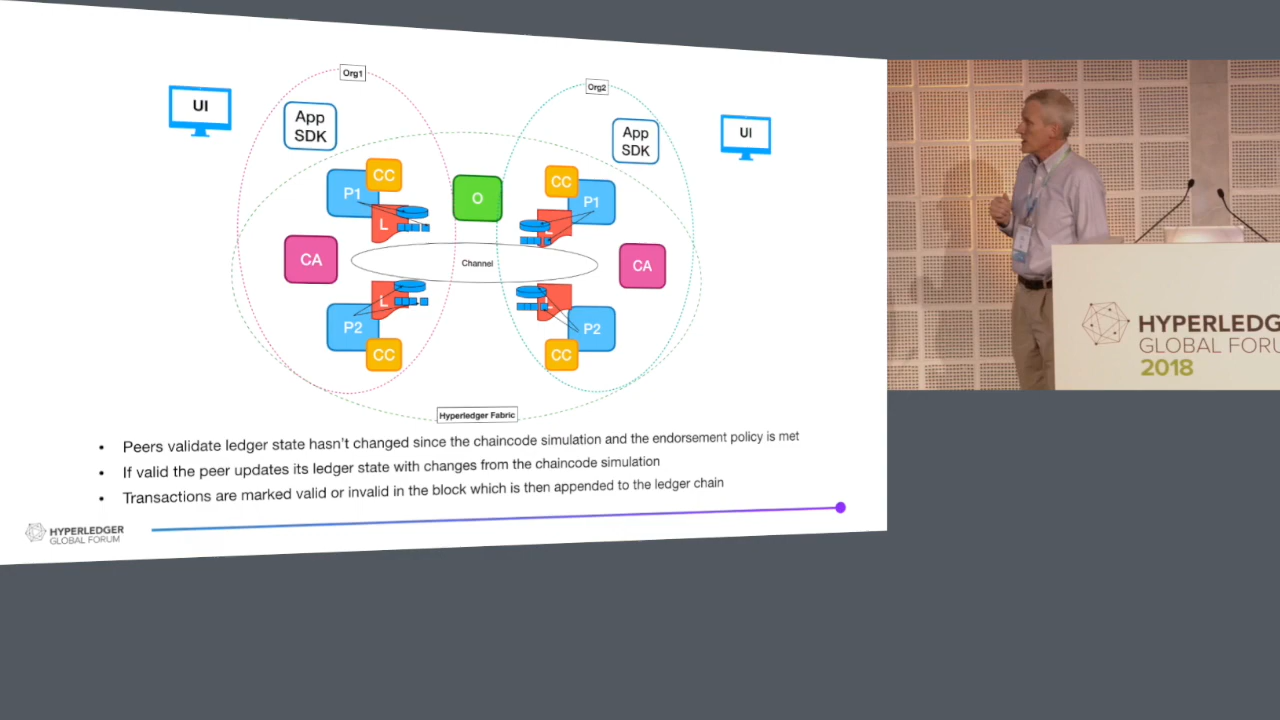 Org1
Org2
UI
App
SDK
App
SDK
UI
CC
P1
L
O
CC
P1
L
CA
Channel
CA
L
P2
CC
L
P2
CC
Hyperledger Fabric
• Peers validate ledger state hasn't changed since the chaincode simulation and the endorsement policy is met
• If valid the peer updates its ledger state with changes from the chaincode simulation
• Transactions are marked valid or invalid in the block which is then appended to the ledger chain
HYPERLEDGER
GLOBAL FORUM
HYPERLEDG
GLOBAL FORU
2018